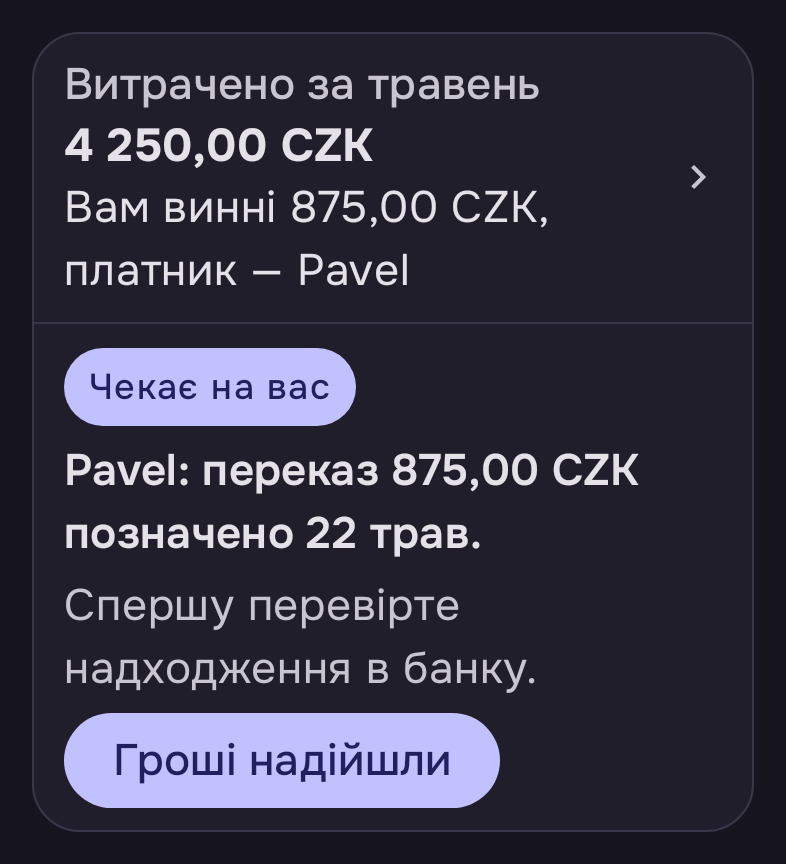 Витрачено за травень
4 250,00 CZK
Вам винні 875,00 CZK,
платник — Pavel
Чекає на вас
Pavel: переказ 875,00 CZK
позначено 22 трав.
Спершу перевірте
надходження в банку.
Гроші надійшли